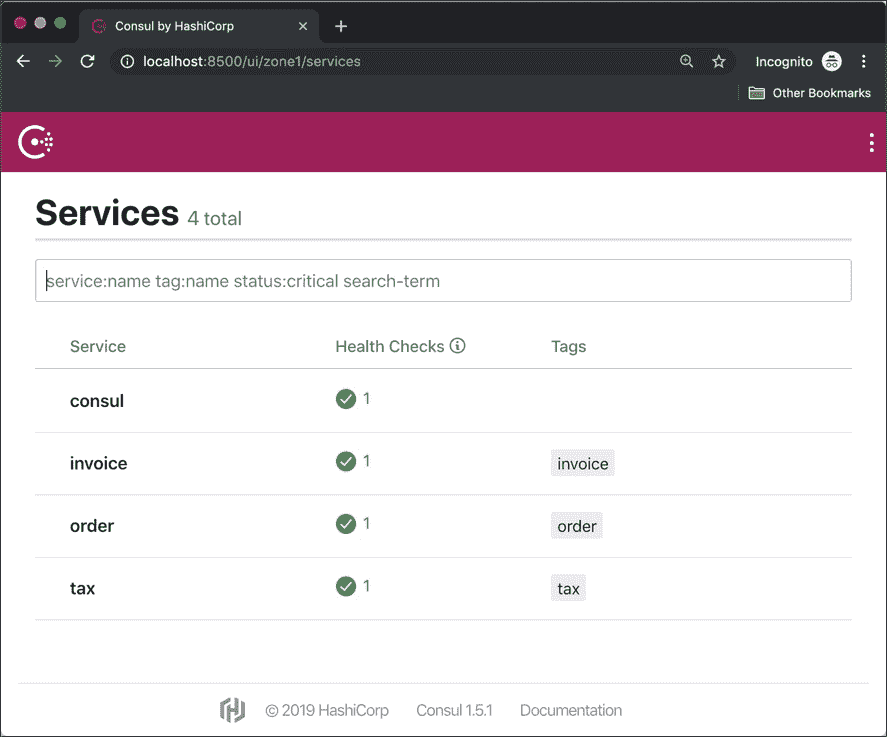 Consul by HashiCorp
localhost:8500/ui/zone1/services
Incognito
Other Bookmarks
Services 4 total
service:name tag:name status:critical search-term
Service Health Checks Tags
consul 1
invoice 1 invoice
order 1 order
tax 1 tax
© 2019 HashiCorp Consul 1.5.1 Documentation